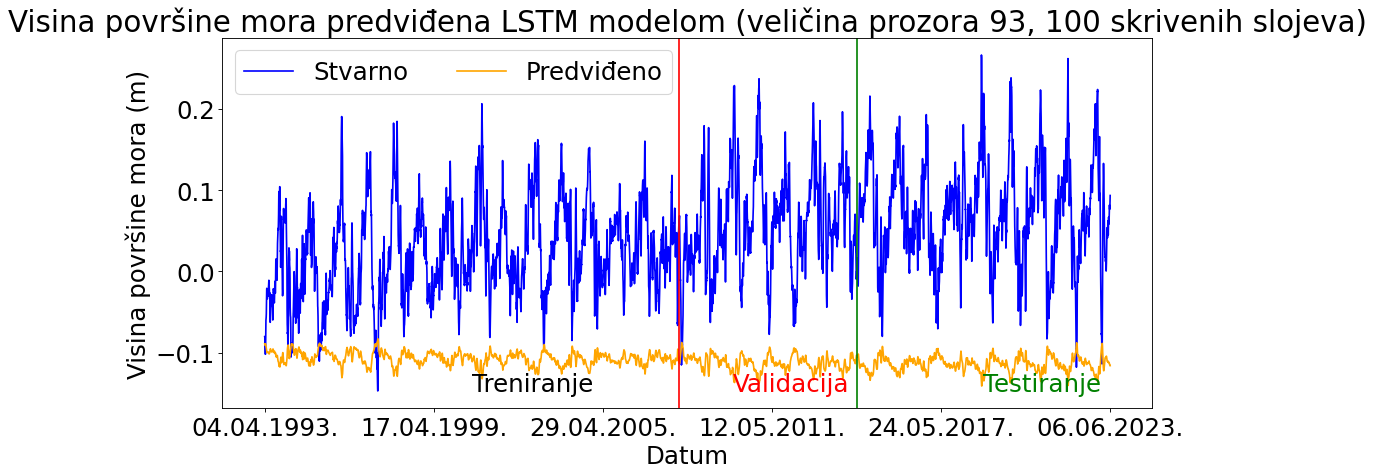 Visina površine mora predviđena LSTM modelom (veličina prozora 93, 100 skrivenih slojeva)
Stvarno
Predviđeno
Visina površine mora (m)
0.2
0.1
0.0
−0.1
Treniranje
Validacija
Testiranje
04.04.1993.
17.04.1999.
29.04.2005.
12.05.2011.
24.05.2017.
06.06.2023.
Datum